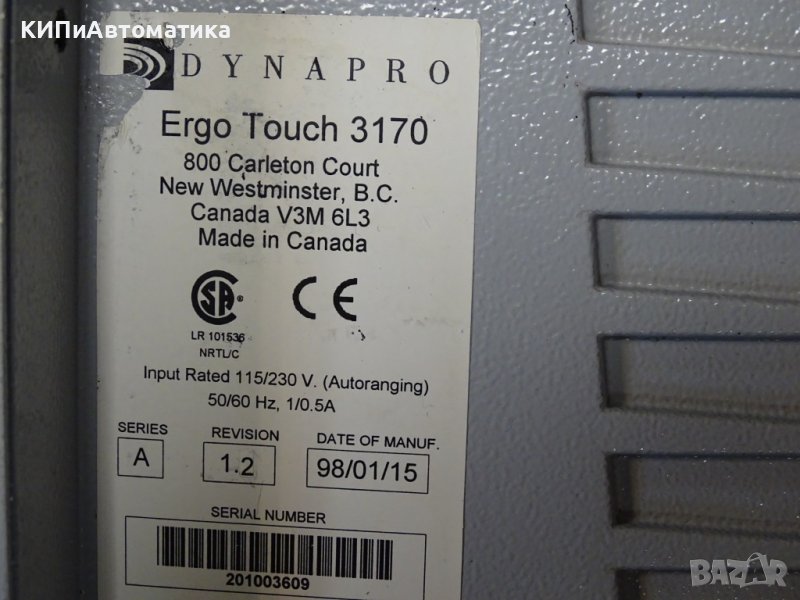 КИПиАвтоматика
DYNAPRO
Ergo Touch 3170
800 Carleton Court
New Westminster, B.C.
Canada V3M 6L3
Made in Canada
SA ®
CE
LR 101536
NRTL/C
Input Rated 115/230 V. (Autoranging)
50/60 Hz, 1/0.5A
SERIES REVISION DATE OF MANUF.
A 1.2 98/01/15
SERIAL NUMBER
201003609
BAZAR